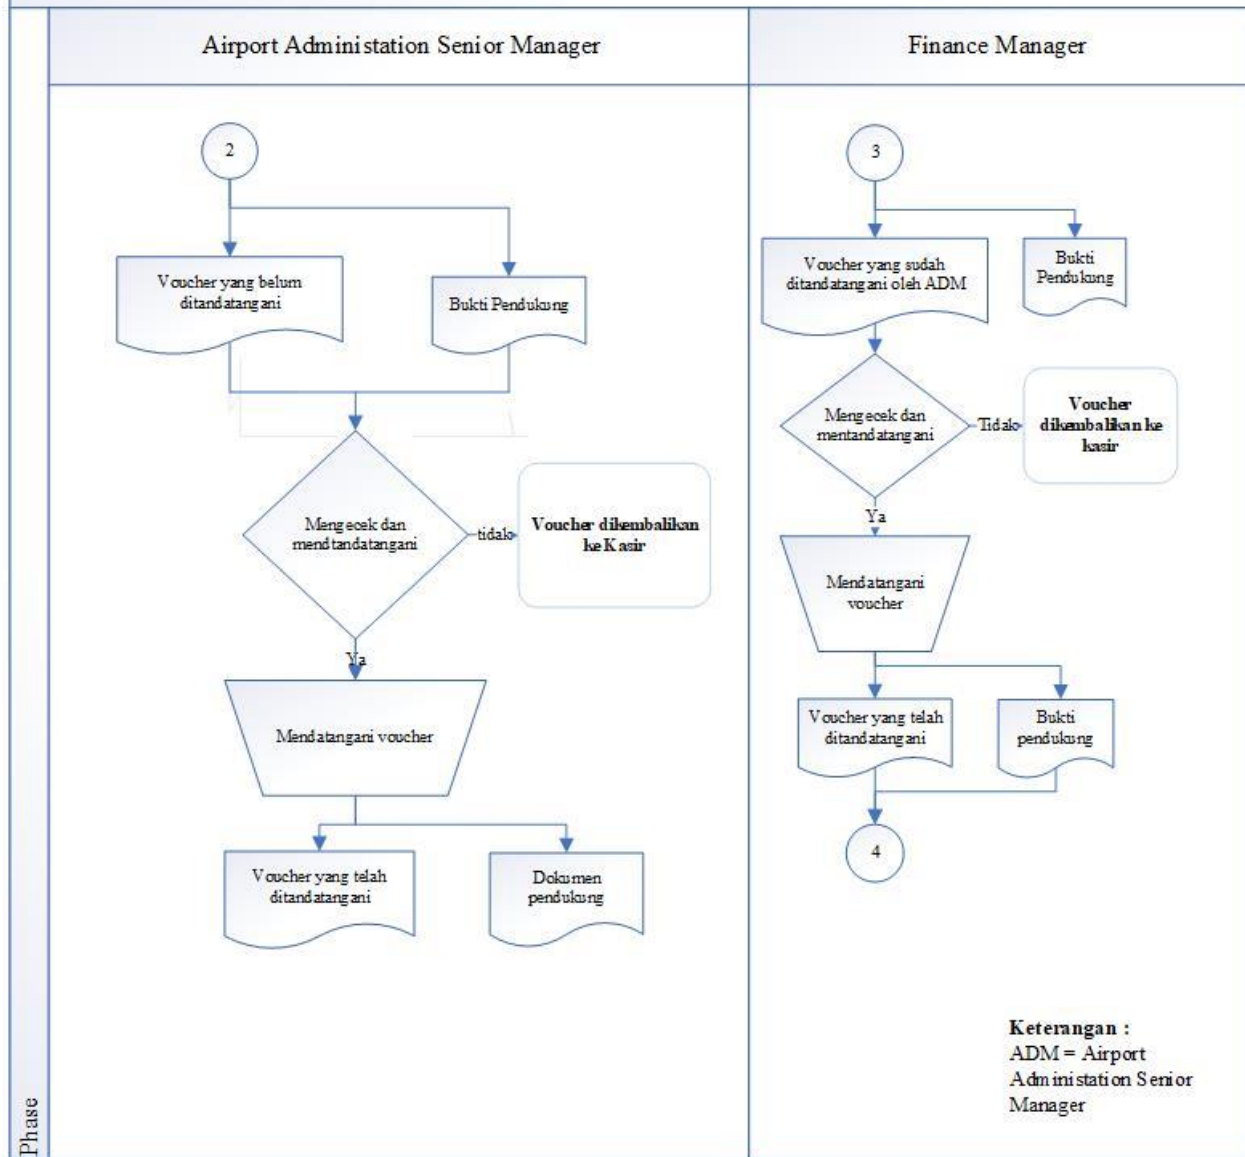 Airport Administation Senior Manager
Finance Manager
2
Voucher yang belum
ditandatangani
Bukti Pendukung
Mengecek dan
mendtandatangani
tidak
Voucher dikembalikan
ke Kasir
Ya
Mendatangani voucher
Voucher yang telah
ditandatangani
Dokumen
pendukung
3
Voucher yang sudah
ditandatangani oleh ADM
Bukti
Pendukung
Mengecek dan
mentandatangani
Tidak
Voucher
dikembalikan ke
kasir
Ya
Mendatangani
voucher
Voucher yang telah
ditandatangani
Bukti
pendukung
4
Keterangan :
ADM = Airport
Administation Senior
Manager
Phase